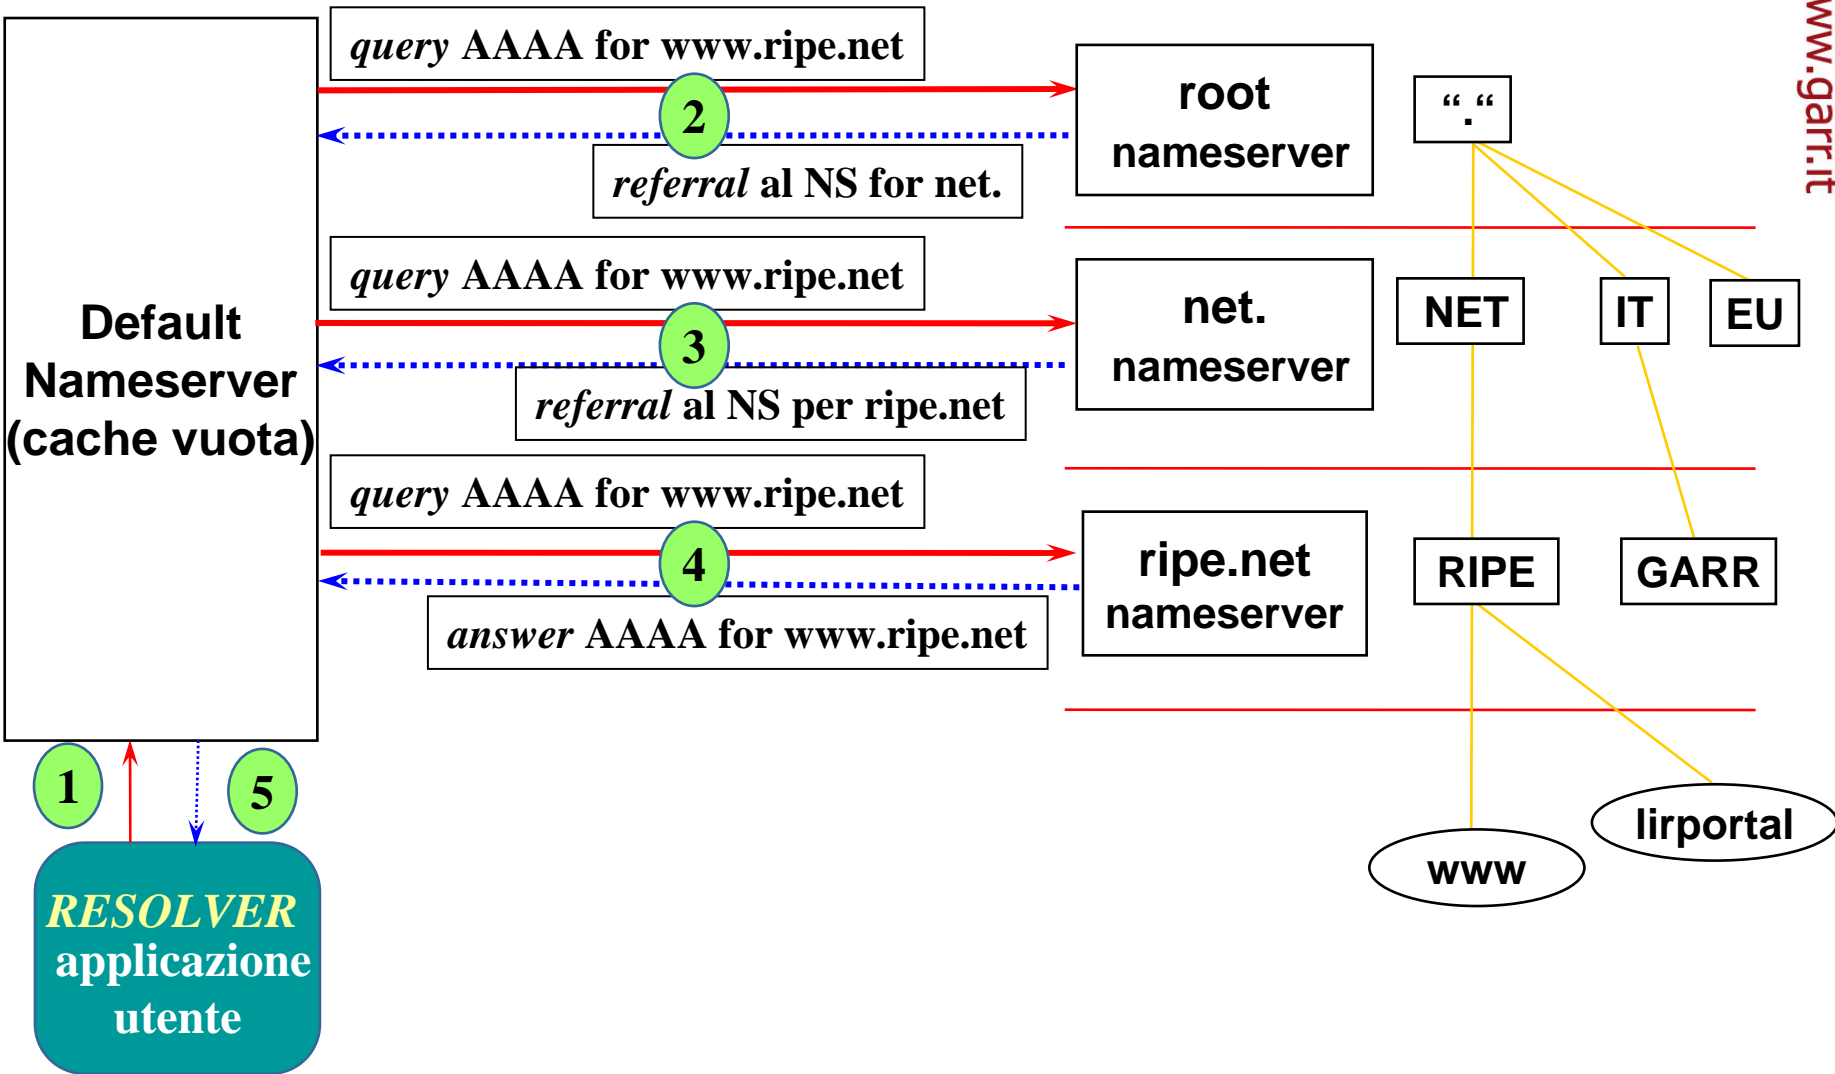 query AAAA for www.ripe.net
2
referral al NS for net.
root
nameserver
“.“
query AAAA for www.ripe.net
3
referral al NS per ripe.net
net.
nameserver
NET
IT
EU
Default
Nameserver
(cache vuota)
query AAAA for www.ripe.net
4
answer AAAA for www.ripe.net
ripe.net
nameserver
RIPE
GARR
1
5
lirportal
www
RESOLVER
applicazione
utente
ww.garr.it